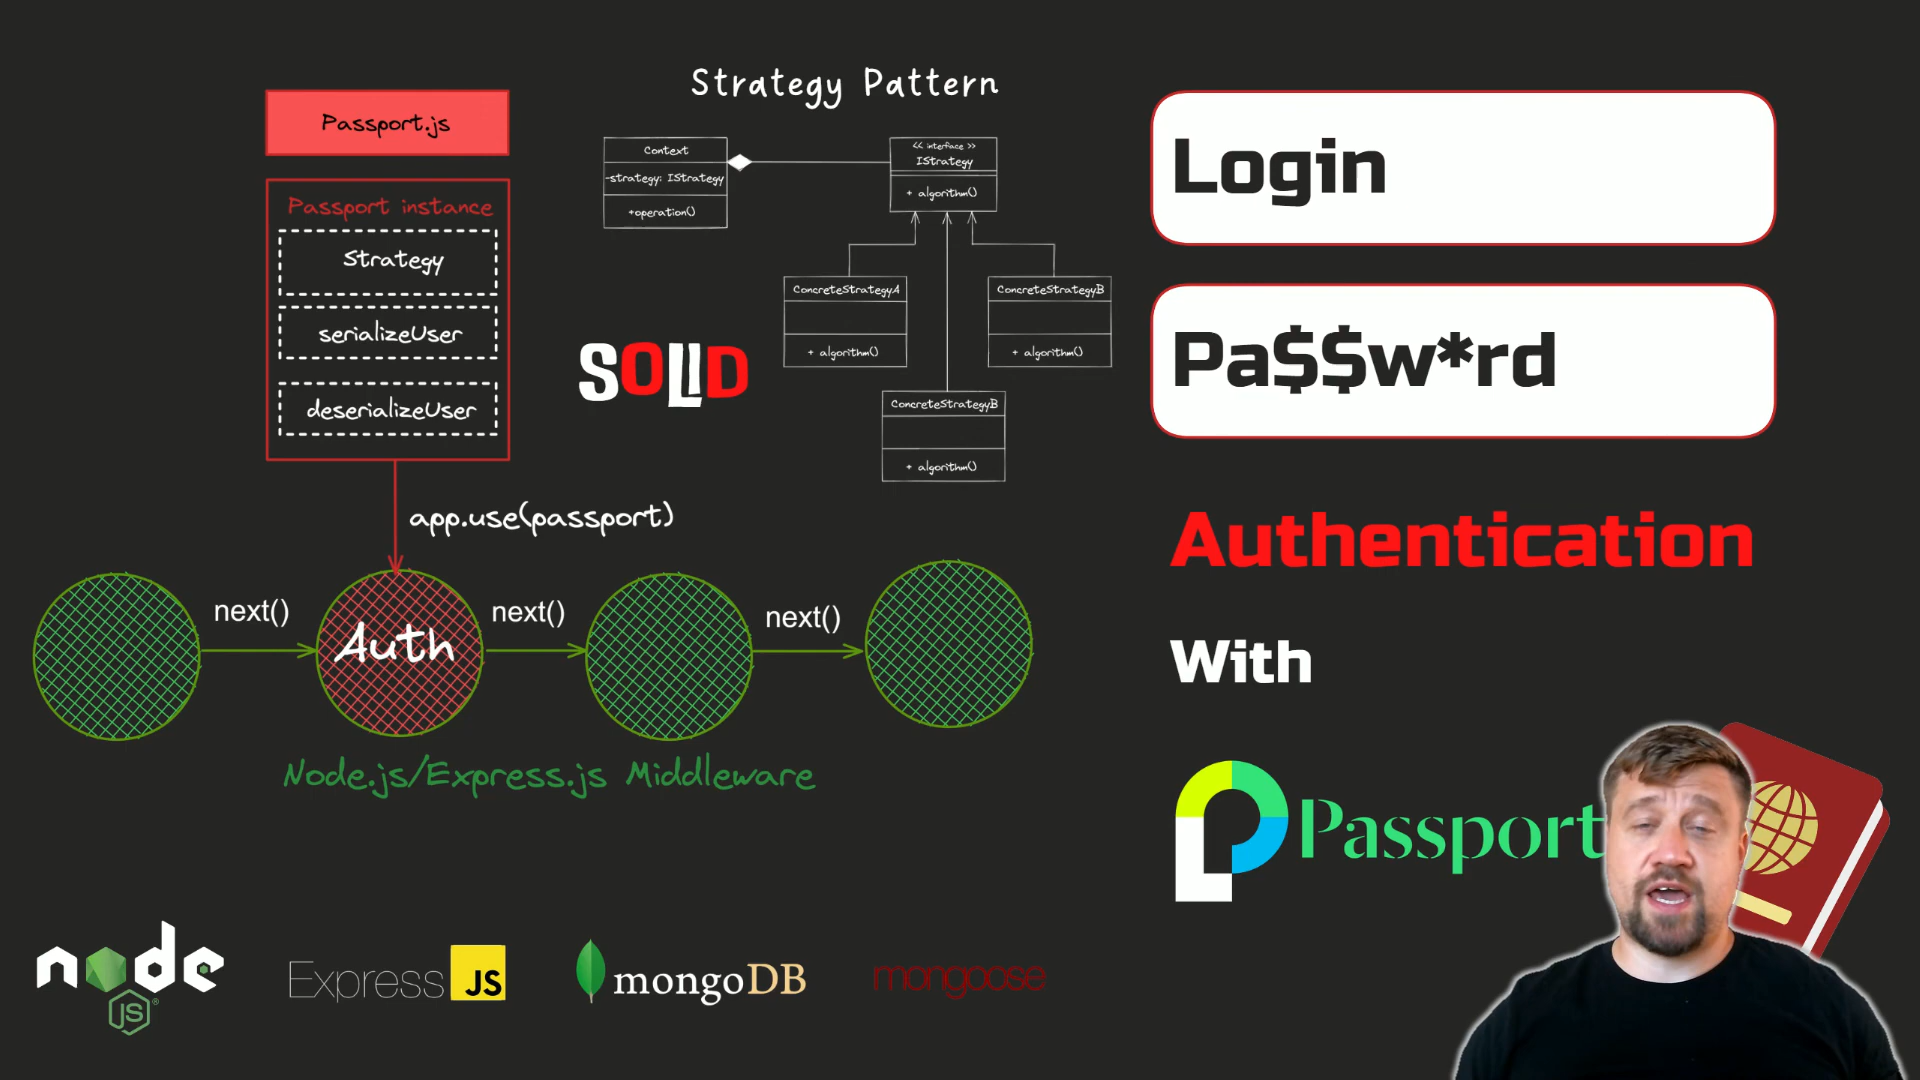 Strategy Pattern
Passport.js
Passport instance
Strategy
serializeUser
deserializeUser
Context
-strategy: IStrategy
+operation()
<< interface >>
IStrategy
+ algorithm()
ConcreteStrategyA
+ algorithm()
ConcreteStrategyB
+ algorithm()
ConcreteStrategyB
+ algorithm()
SOLID
app.use(passport)
next()
Auth
next()
next()
Node.js/Express.js Middleware
Login
Pa$$w*rd
Authentication
With
Passport
node
JS
®
Express
JS
mongoDB
mongoose